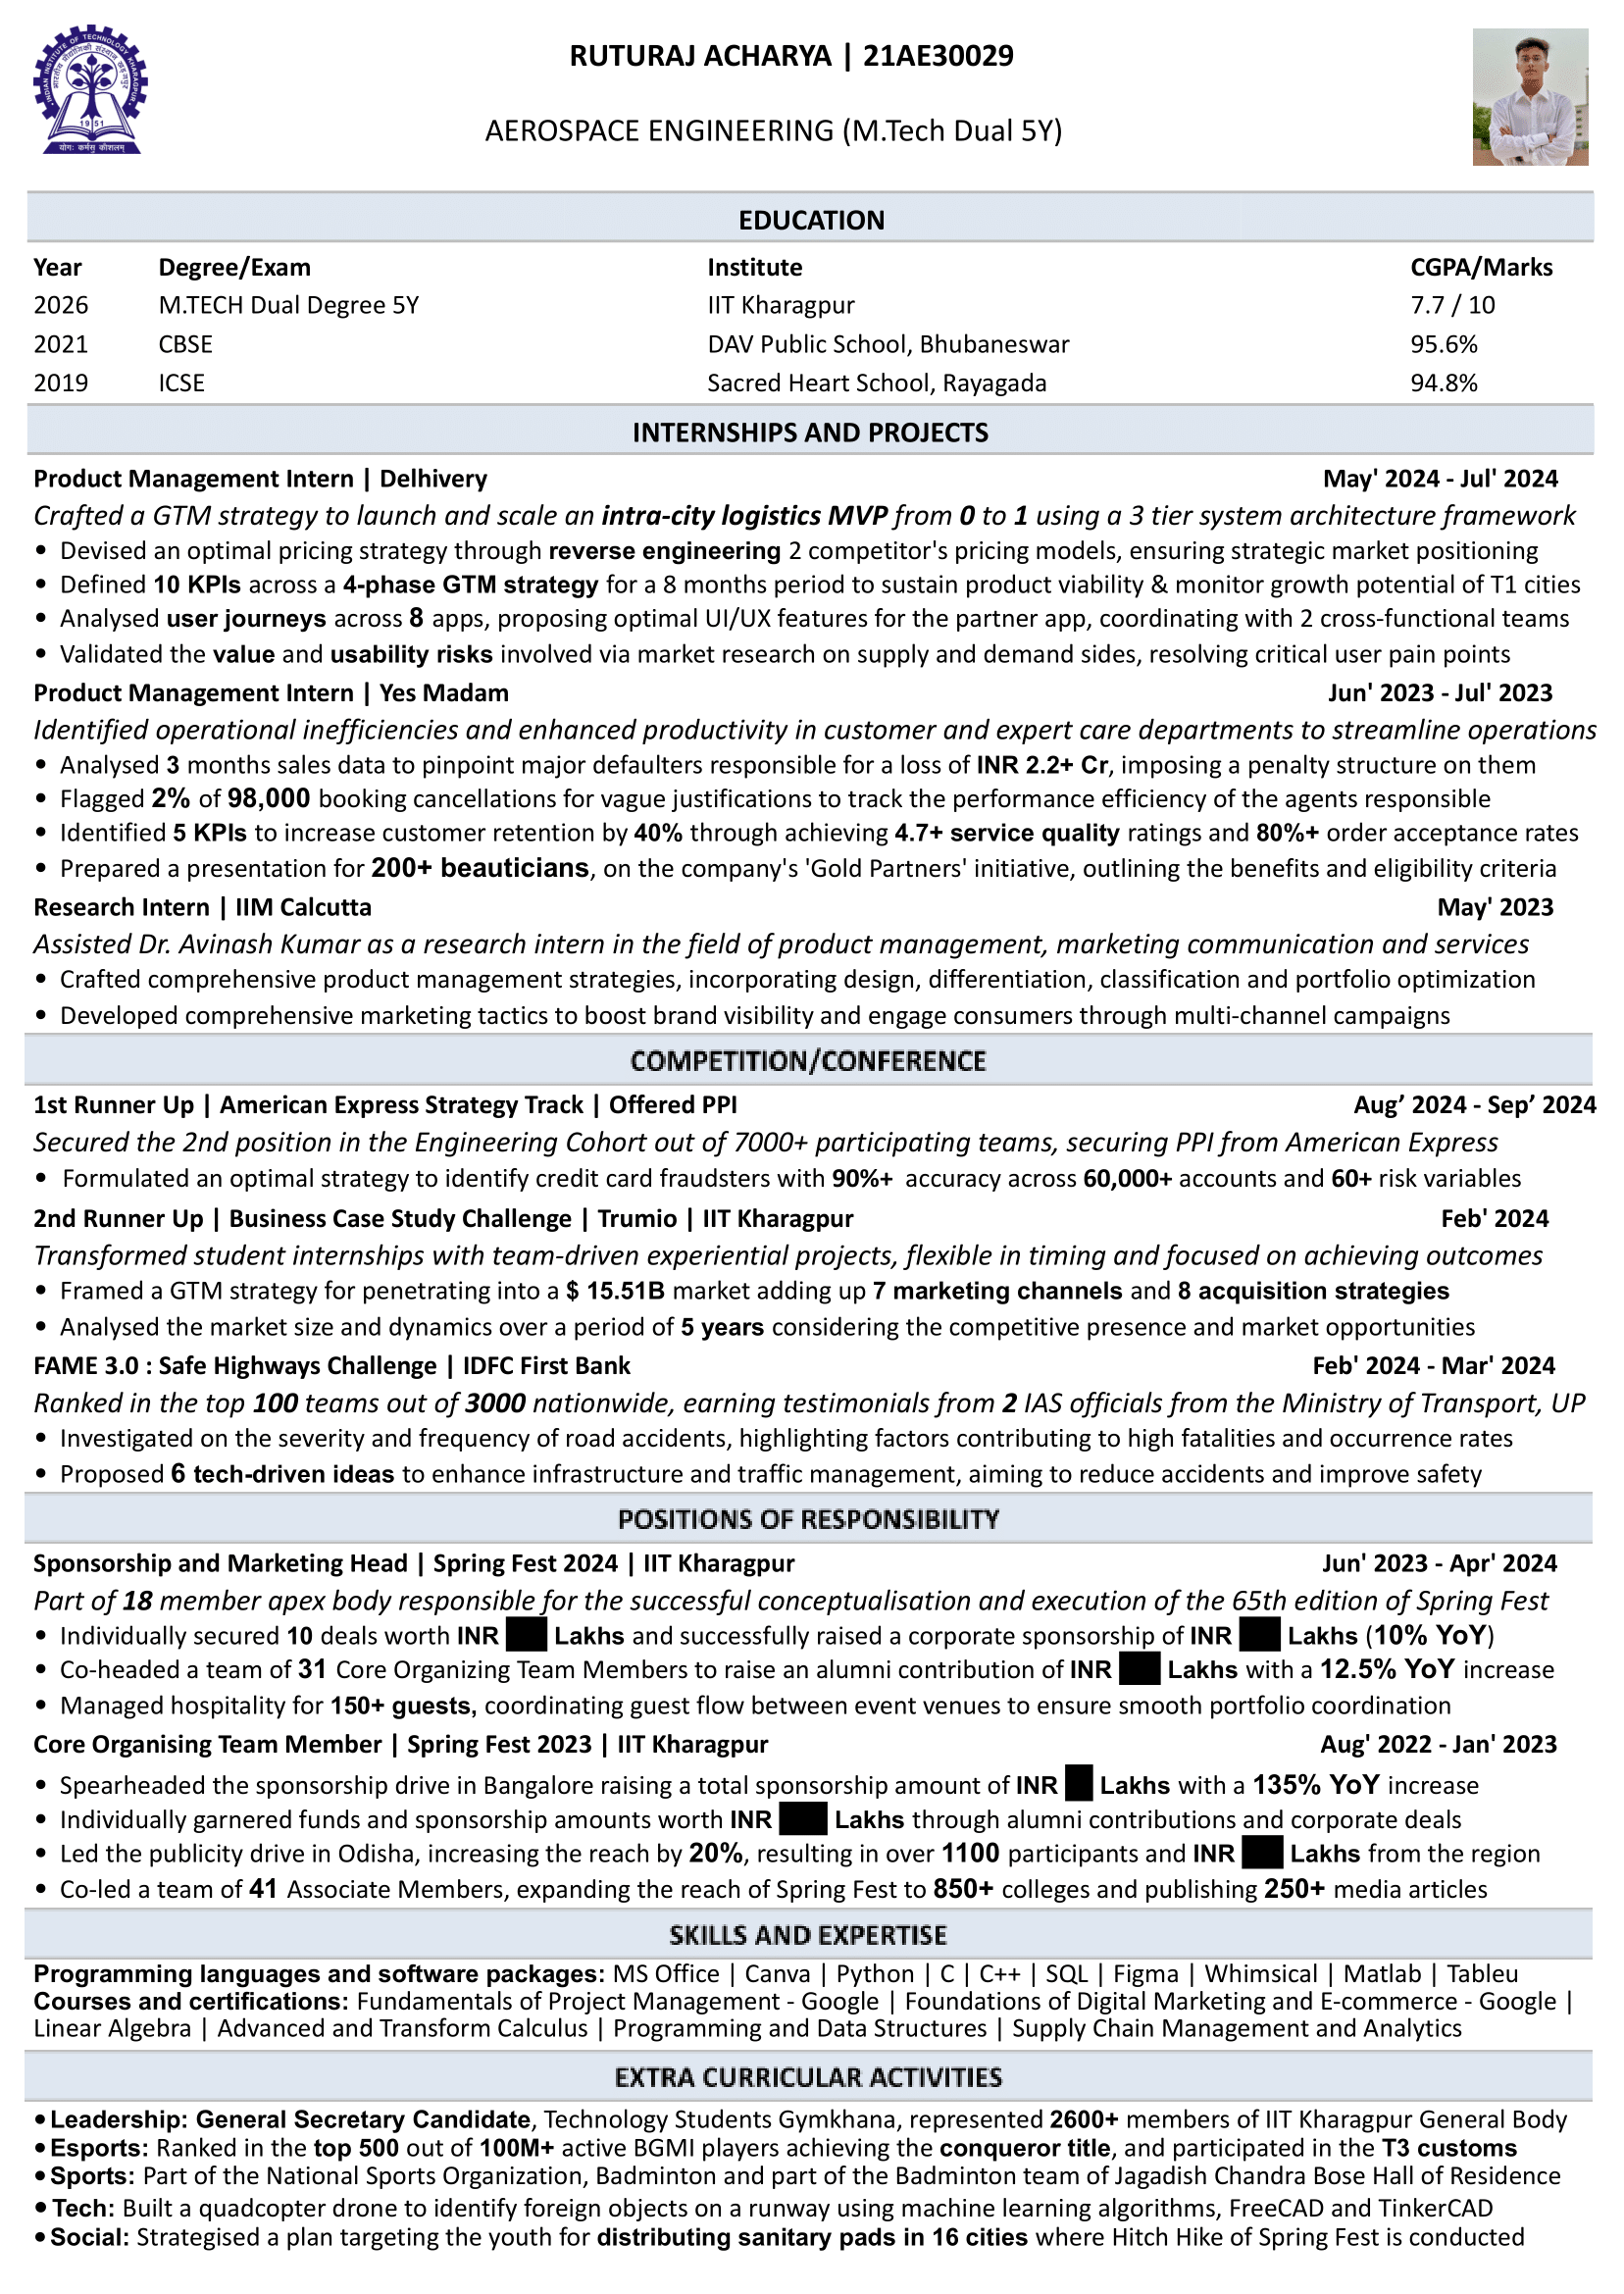 INDIAN INSTITUTE OF TECHNOLOGY KHARAGPUR
1951
योगः कर्मसु कौशलम्
RUTURAJ ACHARYA | 21AE30029
AEROSPACE ENGINEERING (M.Tech Dual 5Y)
EDUCATION
Year Degree/Exam Institute CGPA/Marks
2026 M.TECH Dual Degree 5Y IIT Kharagpur 7.7 / 10
2021 CBSE DAV Public School, Bhubaneswar 95.6%
2019 ICSE Sacred Heart School, Rayagada 94.8%
INTERNSHIPS AND PROJECTS
Product Management Intern | Delhivery May' 2024 - Jul' 2024
Crafted a GTM strategy to launch and scale an intra-city logistics MVP from 0 to 1 using a 3 tier system architecture framework
• Devised an optimal pricing strategy through reverse engineering 2 competitor's pricing models, ensuring strategic market positioning
• Defined 10 KPIs across a 4-phase GTM strategy for a 8 months period to sustain product viability & monitor growth potential of T1 cities
• Analysed user journeys across 8 apps, proposing optimal UI/UX features for the partner app, coordinating with 2 cross-functional teams
• Validated the value and usability risks involved via market research on supply and demand sides, resolving critical user pain points
Product Management Intern | Yes Madam Jun' 2023 - Jul' 2023
Identified operational inefficiencies and enhanced productivity in customer and expert care departments to streamline operations
• Analysed 3 months sales data to pinpoint major defaulters responsible for a loss of INR 2.2+ Cr, imposing a penalty structure on them
• Flagged 2% of 98,000 booking cancellations for vague justifications to track the performance efficiency of the agents responsible
• Identified 5 KPIs to increase customer retention by 40% through achieving 4.7+ service quality ratings and 80%+ order acceptance rates
• Prepared a presentation for 200+ beauticians, on the company's 'Gold Partners' initiative, outlining the benefits and eligibility criteria
Research Intern | IIM Calcutta May' 2023
Assisted Dr. Avinash Kumar as a research intern in the field of product management, marketing communication and services
• Crafted comprehensive product management strategies, incorporating design, differentiation, classification and portfolio optimization
• Developed comprehensive marketing tactics to boost brand visibility and engage consumers through multi-channel campaigns
COMPETITION/CONFERENCE
1st Runner Up | American Express Strategy Track | Offered PPI Aug’ 2024 - Sep’ 2024
Secured the 2nd position in the Engineering Cohort out of 7000+ participating teams, securing PPI from American Express
• Formulated an optimal strategy to identify credit card fraudsters with 90%+ accuracy across 60,000+ accounts and 60+ risk variables
2nd Runner Up | Business Case Study Challenge | Trumio | IIT Kharagpur Feb' 2024
Transformed student internships with team-driven experiential projects, flexible in timing and focused on achieving outcomes
• Framed a GTM strategy for penetrating into a $ 15.51B market adding up 7 marketing channels and 8 acquisition strategies
• Analysed the market size and dynamics over a period of 5 years considering the competitive presence and market opportunities
FAME 3.0 : Safe Highways Challenge | IDFC First Bank Feb' 2024 - Mar' 2024
Ranked in the top 100 teams out of 3000 nationwide, earning testimonials from 2 IAS officials from the Ministry of Transport, UP
• Investigated on the severity and frequency of road accidents, highlighting factors contributing to high fatalities and occurrence rates
• Proposed 6 tech-driven ideas to enhance infrastructure and traffic management, aiming to reduce accidents and improve safety
POSITIONS OF RESPONSIBILITY
Sponsorship and Marketing Head | Spring Fest 2024 | IIT Kharagpur Jun' 2023 - Apr' 2024
Part of 18 member apex body responsible for the successful conceptualisation and execution of the 65th edition of Spring Fest
• Individually secured 10 deals worth INR Lakhs and successfully raised a corporate sponsorship of INR Lakhs (10% YoY)
• Co-headed a team of 31 Core Organizing Team Members to raise an alumni contribution of INR Lakhs with a 12.5% YoY increase
• Managed hospitality for 150+ guests, coordinating guest flow between event venues to ensure smooth portfolio coordination
Core Organising Team Member | Spring Fest 2023 | IIT Kharagpur Aug' 2022 - Jan' 2023
• Spearheaded the sponsorship drive in Bangalore raising a total sponsorship amount of INR Lakhs with a 135% YoY increase
• Individually garnered funds and sponsorship amounts worth INR Lakhs through alumni contributions and corporate deals
• Led the publicity drive in Odisha, increasing the reach by 20%, resulting in over 1100 participants and INR Lakhs from the region
• Co-led a team of 41 Associate Members, expanding the reach of Spring Fest to 850+ colleges and publishing 250+ media articles
SKILLS AND EXPERTISE
Programming languages and software packages: MS Office | Canva | Python | C | C++ | SQL | Figma | Whimsical | Matlab | Tableu
Courses and certifications: Fundamentals of Project Management - Google | Foundations of Digital Marketing and E-commerce - Google |
Linear Algebra | Advanced and Transform Calculus | Programming and Data Structures | Supply Chain Management and Analytics
EXTRA CURRICULAR ACTIVITIES
• Leadership: General Secretary Candidate, Technology Students Gymkhana, represented 2600+ members of IIT Kharagpur General Body
• Esports: Ranked in the top 500 out of 100M+ active BGMI players achieving the conqueror title, and participated in the T3 customs
• Sports: Part of the National Sports Organization, Badminton and part of the Badminton team of Jagadish Chandra Bose Hall of Residence
• Tech: Built a quadcopter drone to identify foreign objects on a runway using machine learning algorithms, FreeCAD and TinkerCAD
• Social: Strategised a plan targeting the youth for distributing sanitary pads in 16 cities where Hitch Hike of Spring Fest is conducted